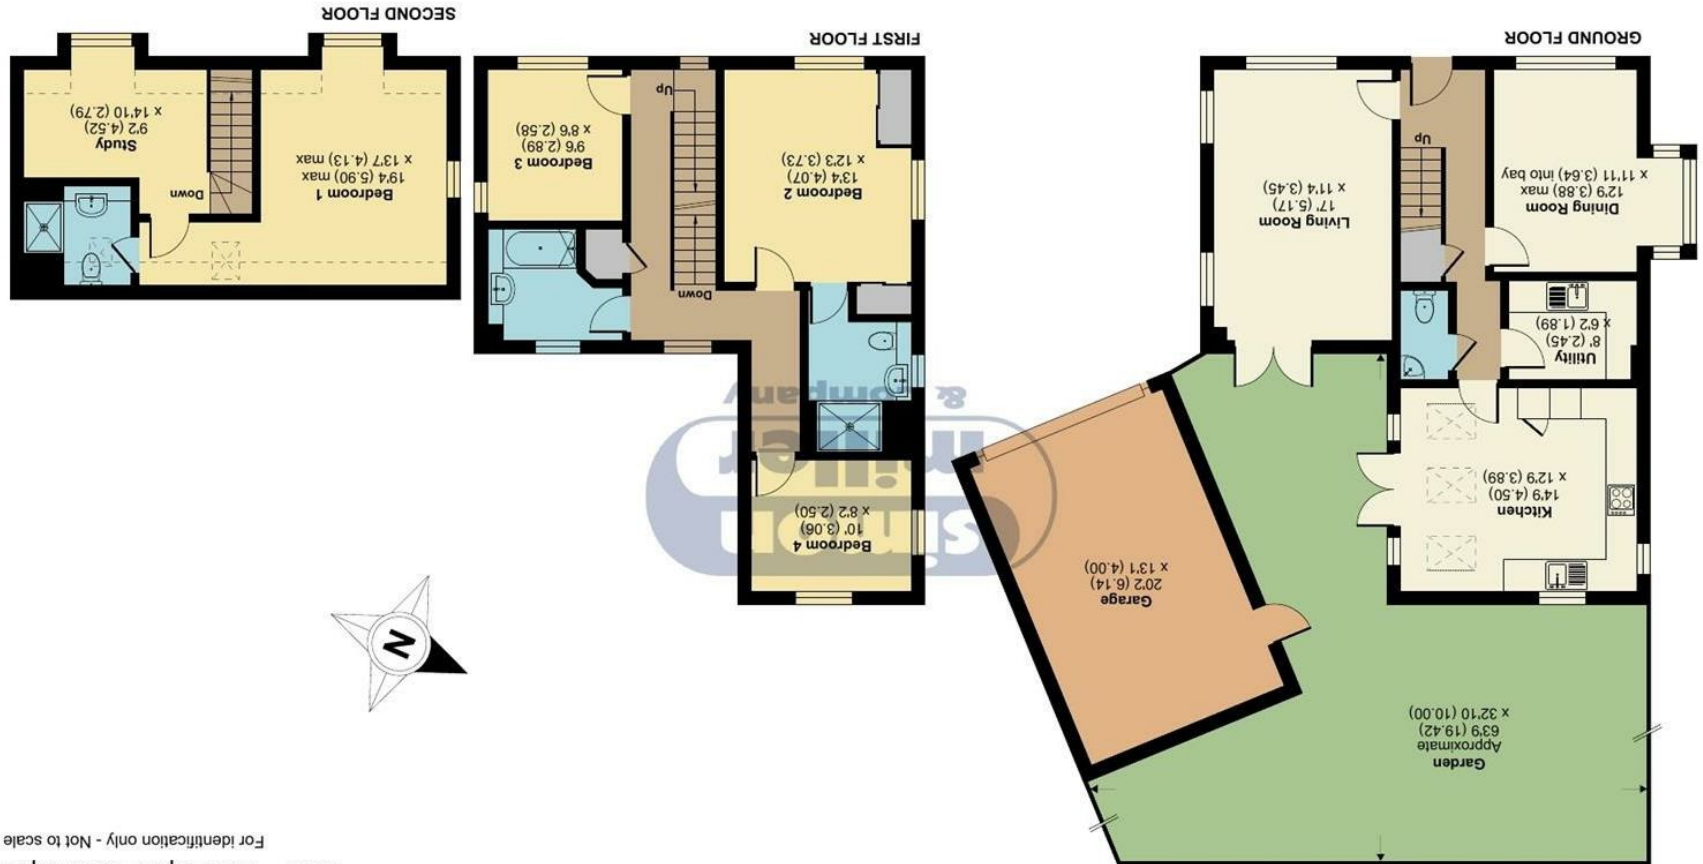 For identification only - Not to scale
Garden
Approximate
63'9 (19.42)
x 32'10 (10.00)
Garage
20'2 (6.14)
x 13'1 (4.00)
Kitchen
14'9 (4.50)
x 12'9 (3.89)
Utility
8' (2.45)
x 6'2 (1.89)
Dining Room
12'9 (3.88) max
x 11'11 (3.64) into bay
Living Room
17' (5.17)
x 11'4 (3.45)
Up
GROUND FLOOR
N
simon
miller
& company
Bedroom 4
10' (3.06)
x 8'2 (2.50)
Down
Bedroom 2
13'4 (4.07)
x 12'3 (3.73)
Bedroom 3
9'6 (2.89)
x 8'6 (2.58)
Up
FIRST FLOOR
Bedroom 1
19'4 (5.90) max
x 13'7 (4.13) max
Down
Study
9'2 (4.52)
x 14'10 (2.79)
SECOND FLOOR